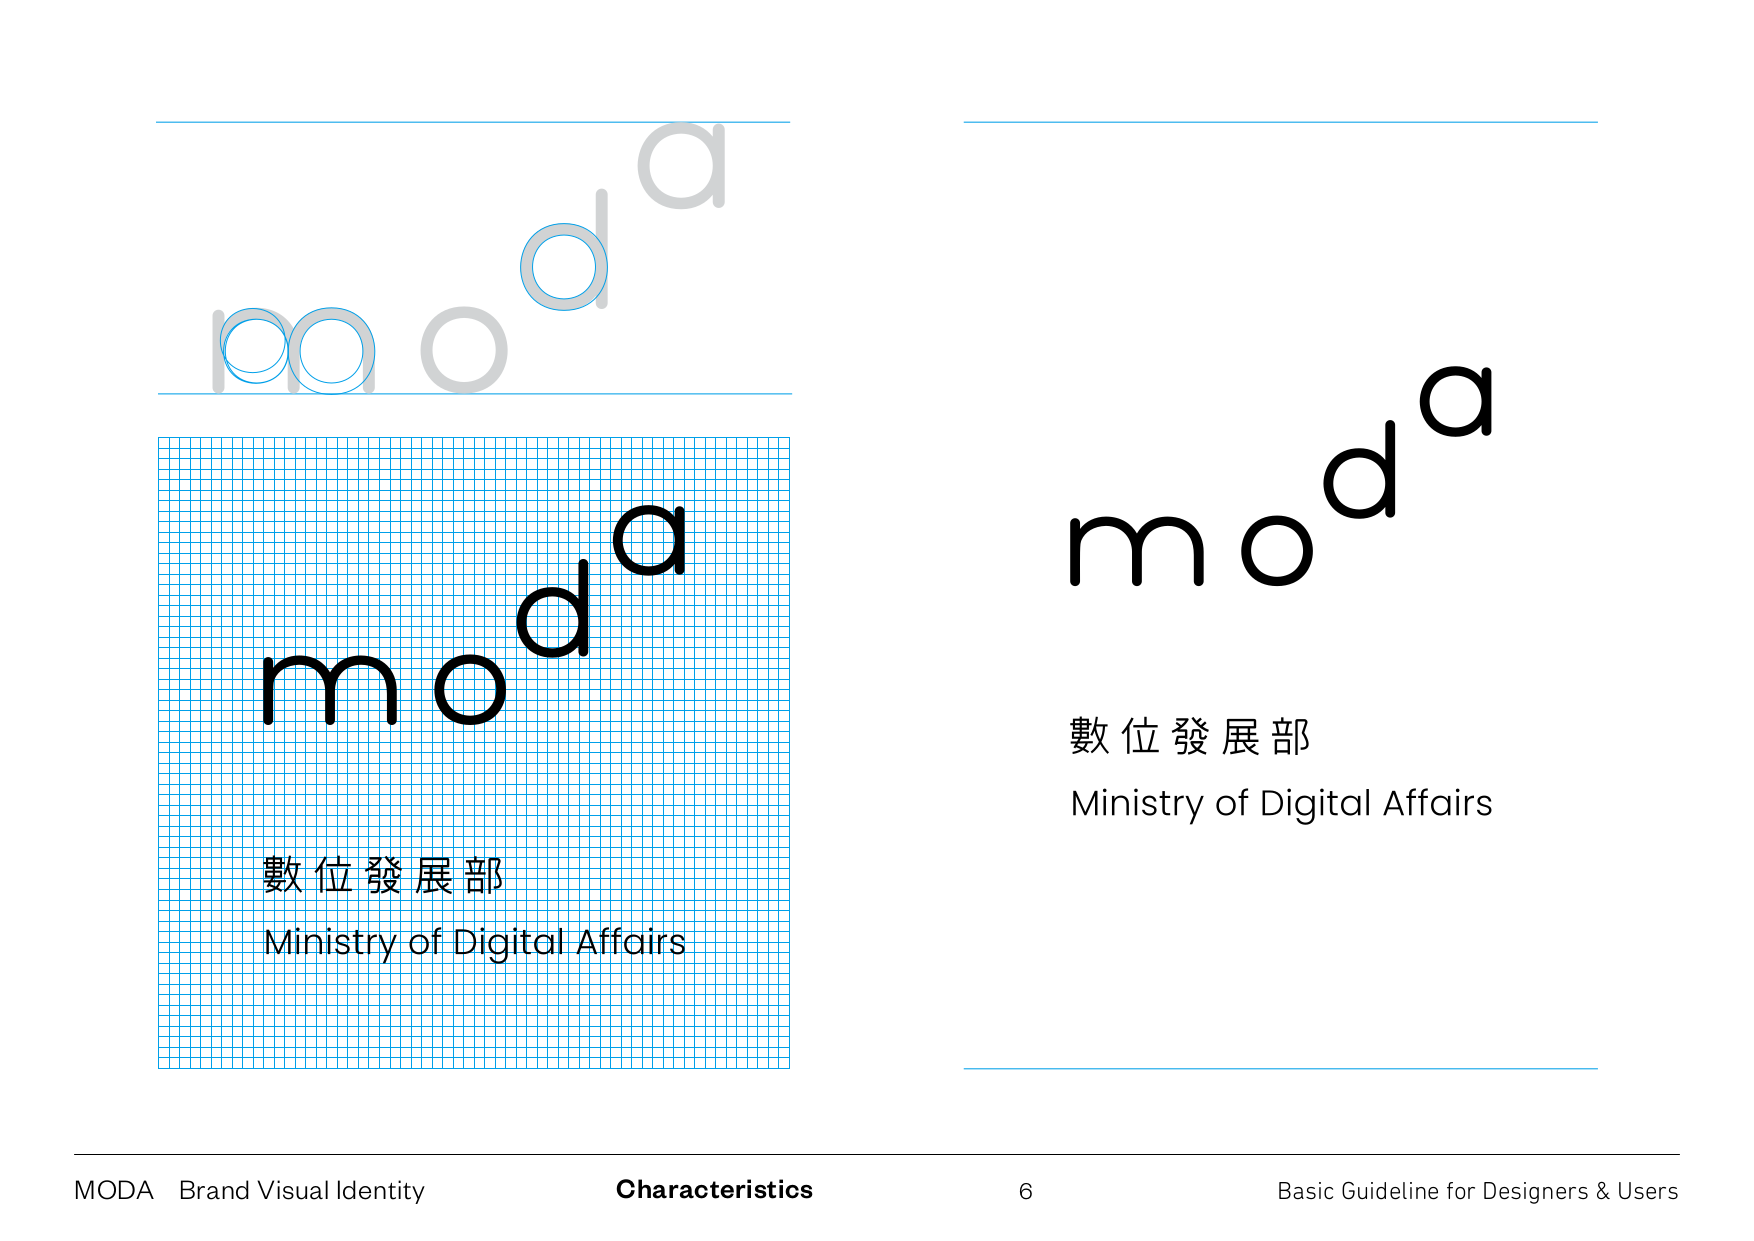 moda
moda
數位發展部
Ministry of Digital Affairs
moda
數位發展部
Ministry of Digital Affairs
MODA Brand Visual Identity
Characteristics
6
Basic Guideline for Designers & Users